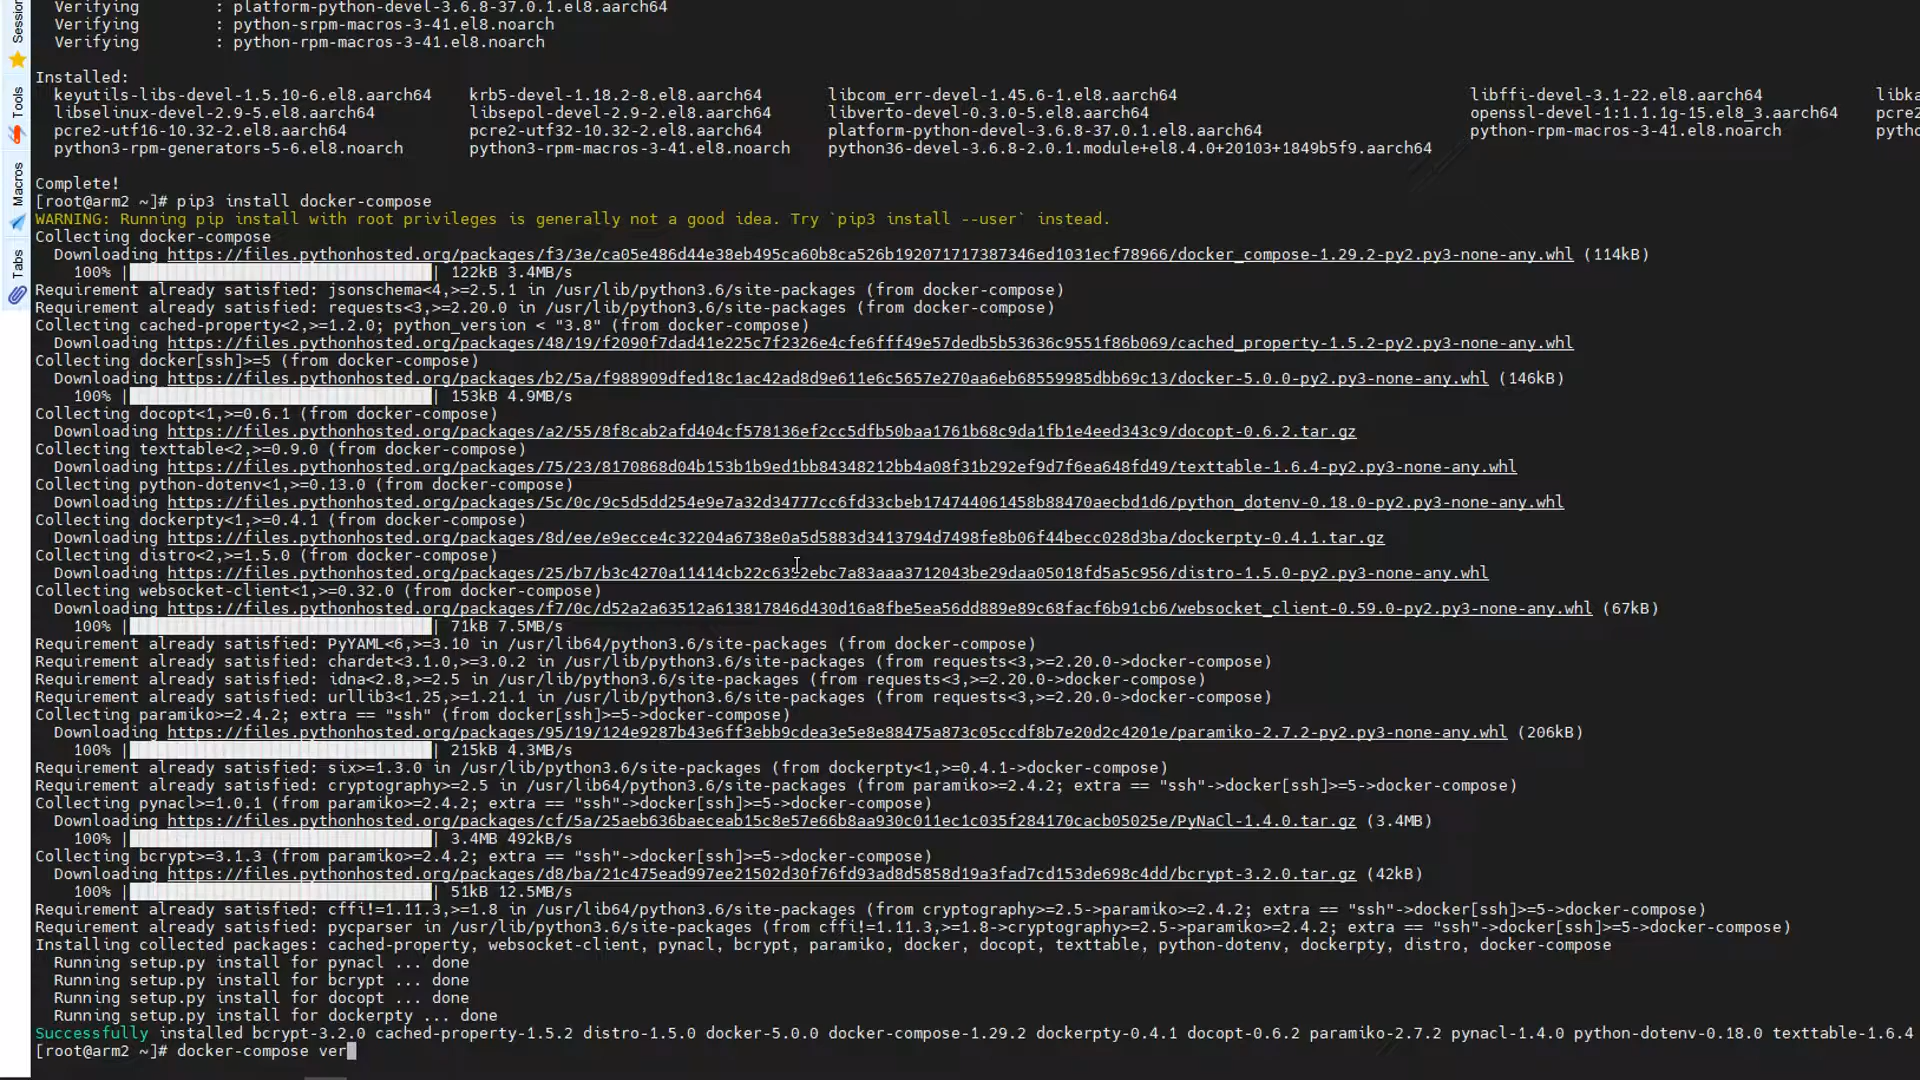 Session
Tools
Macros
Tabs
Verifying        : platform-python-devel-3.6.8-37.0.1.el8.aarch64
Verifying        : python-srpm-macros-3-41.el8.noarch
Verifying        : python-rpm-macros-3-41.el8.noarch
Installed:
keyutils-libs-devel-1.5.10-6.el8.aarch64    krb5-devel-1.18.2-8.el8.aarch64    libcom_err-devel-1.45.6-1.el8.aarch64    libffi-devel-3.1-22.el8.aarch64    libka
libselinux-devel-2.9-5.el8.aarch64    libsepol-devel-2.9-2.el8.aarch64    libverto-devel-0.3.0-5.el8.aarch64    openssl-devel-1:1.1.1g-15.el8_3.aarch64    pcre2
pcre2-utf16-10.32-2.el8.aarch64    pcre2-utf32-10.32-2.el8.aarch64    platform-python-devel-3.6.8-37.0.1.el8.aarch64    python-rpm-macros-3-41.el8.noarch    pytho
python3-rpm-generators-5-6.el8.noarch    python3-rpm-macros-3-41.el8.noarch    python36-devel-3.6.8-2.0.1.module+el8.4.0+20103+1849b5f9.aarch64
Complete!
[root@arm2 ~]# pip3 install docker-compose
WARNING: Running pip install with root privileges is generally not a good idea. Try `pip3 install --user` instead.
Collecting docker-compose
Downloading https://files.pythonhosted.org/packages/f3/3e/ca05e486d44e38eb495ca60b8ca526b192071717387346ed1031ecf78966/docker_compose-1.29.2-py2.py3-none-any.whl (114kB)
100% |████████████████████████████████| 122kB 3.4MB/s
Requirement already satisfied: jsonschema<4,>=2.5.1 in /usr/lib/python3.6/site-packages (from docker-compose)
Requirement already satisfied: requests<3,>=2.20.0 in /usr/lib/python3.6/site-packages (from docker-compose)
Collecting cached-property<2,>=1.2.0; python_version < "3.8" (from docker-compose)
Downloading https://files.pythonhosted.org/packages/48/19/f2090f7dad41e225c7f2326e4cfe6fff49e57dedb5b53636c9551f86b069/cached_property-1.5.2-py2.py3-none-any.whl
Collecting docker[ssh]>=5 (from docker-compose)
Downloading https://files.pythonhosted.org/packages/b2/5a/f988909dfed18c1ac42ad8d9e611e6c5657e270aa6eb68559985dbb69c13/docker-5.0.0-py2.py3-none-any.whl (146kB)
100% |████████████████████████████████| 153kB 4.9MB/s
Collecting docopt<1,>=0.6.1 (from docker-compose)
Downloading https://files.pythonhosted.org/packages/a2/55/8f8cab2afd404cf578136ef2cc5dfb50baa1761b68c9da1fb1e4eed343c9/docopt-0.6.2.tar.gz
Collecting texttable<2,>=0.9.0 (from docker-compose)
Downloading https://files.pythonhosted.org/packages/75/23/8170868d04b153b1b9ed1bb84348212bb4a08f31b292ef9d7f6ea648fd49/texttable-1.6.4-py2.py3-none-any.whl
Collecting python-dotenv<1,>=0.13.0 (from docker-compose)
Downloading https://files.pythonhosted.org/packages/5c/0c/9c5d5dd254e9e7a32d34777cc6fd33cbeb174744061458b88470aecbd1d6/python_dotenv-0.18.0-py2.py3-none-any.whl
Collecting dockerpty<1,>=0.4.1 (from docker-compose)
Downloading https://files.pythonhosted.org/packages/8d/ee/e9ecce4c32204a6738e0a5d5883d3413794d7498fe8b06f44becc028d3ba/dockerpty-0.4.1.tar.gz
Collecting distro<2,>=1.5.0 (from docker-compose)
Downloading https://files.pythonhosted.org/packages/25/b7/b3c4270a11414cb22c6352ebc7a83aaa3712043be29daa05018fd5a5c956/distro-1.5.0-py2.py3-none-any.whl
Collecting websocket-client<1,>=0.32.0 (from docker-compose)
Downloading https://files.pythonhosted.org/packages/f7/0c/d52a2a63512a613817846d430d16a8fbe5ea56dd889e89c68facf6b91cb6/websocket_client-0.59.0-py2.py3-none-any.whl (67kB)
100% |████████████████████████████████| 71kB 7.5MB/s
Requirement already satisfied: PyYAML<6,>=3.10 in /usr/lib64/python3.6/site-packages (from docker-compose)
Requirement already satisfied: chardet<3.1.0,>=3.0.2 in /usr/lib/python3.6/site-packages (from requests<3,>=2.20.0->docker-compose)
Requirement already satisfied: idna<2.8,>=2.5 in /usr/lib/python3.6/site-packages (from requests<3,>=2.20.0->docker-compose)
Requirement already satisfied: urllib3<1.25,>=1.21.1 in /usr/lib/python3.6/site-packages (from requests<3,>=2.20.0->docker-compose)
Collecting paramiko>=2.4.2; extra == "ssh" (from docker[ssh]>=5->docker-compose)
Downloading https://files.pythonhosted.org/packages/95/19/124e9287b43e6ff3ebb9cdea3e5e8e88475a873c05ccdf8b7e20d2c4201e/paramiko-2.7.2-py2.py3-none-any.whl (206kB)
100% |████████████████████████████████| 215kB 4.3MB/s
Requirement already satisfied: six>=1.3.0 in /usr/lib/python3.6/site-packages (from dockerpty<1,>=0.4.1->docker-compose)
Requirement already satisfied: cryptography>=2.5 in /usr/lib64/python3.6/site-packages (from paramiko>=2.4.2; extra == "ssh"->docker[ssh]>=5->docker-compose)
Collecting pynacl>=1.0.1 (from paramiko>=2.4.2; extra == "ssh"->docker[ssh]>=5->docker-compose)
Downloading https://files.pythonhosted.org/packages/cf/5a/25aeb636baeceab15c8e57e66b8aa930c011ec1c035f284170cacb05025e/PyNaCl-1.4.0.tar.gz (3.4MB)
100% |████████████████████████████████| 3.4MB 492kB/s
Collecting bcrypt>=3.1.3 (from paramiko>=2.4.2; extra == "ssh"->docker[ssh]>=5->docker-compose)
Downloading https://files.pythonhosted.org/packages/d8/ba/21c475ead997ee21502d30f76fd93ad8d5858d19a3fad7cd153de698c4dd/bcrypt-3.2.0.tar.gz (42kB)
100% |████████████████████████████████| 51kB 12.5MB/s
Requirement already satisfied: cffi!=1.11.3,>=1.8 in /usr/lib64/python3.6/site-packages (from cryptography>=2.5->paramiko>=2.4.2; extra == "ssh"->docker[ssh]>=5->docker-compose)
Requirement already satisfied: pycparser in /usr/lib/python3.6/site-packages (from cffi!=1.11.3,>=1.8->cryptography>=2.5->paramiko>=2.4.2; extra == "ssh"->docker[ssh]>=5->docker-compose)
Installing collected packages: cached-property, websocket-client, pynacl, bcrypt, paramiko, docker, docopt, texttable, python-dotenv, dockerpty, distro, docker-compose
Running setup.py install for pynacl ... done
Running setup.py install for bcrypt ... done
Running setup.py install for docopt ... done
Running setup.py install for dockerpty ... done
Successfully installed bcrypt-3.2.0 cached-property-1.5.2 distro-1.5.0 docker-5.0.0 docker-compose-1.29.2 dockerpty-0.4.1 docopt-0.6.2 paramiko-2.7.2 pynacl-1.4.0 python-dotenv-0.18.0 texttable-1.6.4
[root@arm2 ~]# docker-compose ver